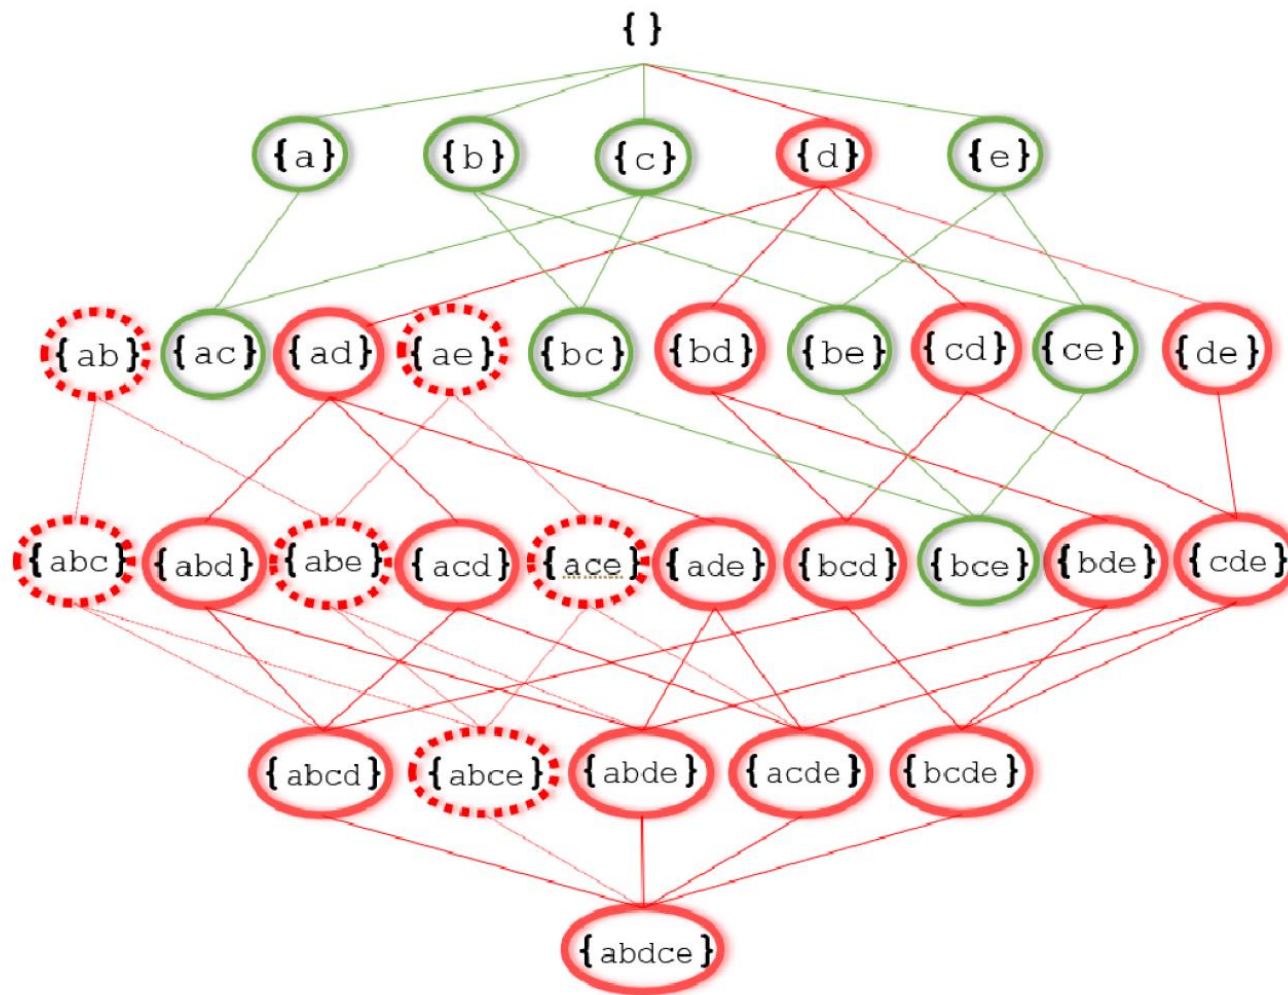 { }
{a} {b} {c} {d} {e}
{ab} {ac} {ad} {ae} {bc} {bd} {be} {cd} {ce} {de}
{abc} {abd} {abe} {acd} {ace} {ade} {bcd} {bce} {bde} {cde}
{abcd} {abce} {abde} {acde} {bcde}
{abdce}